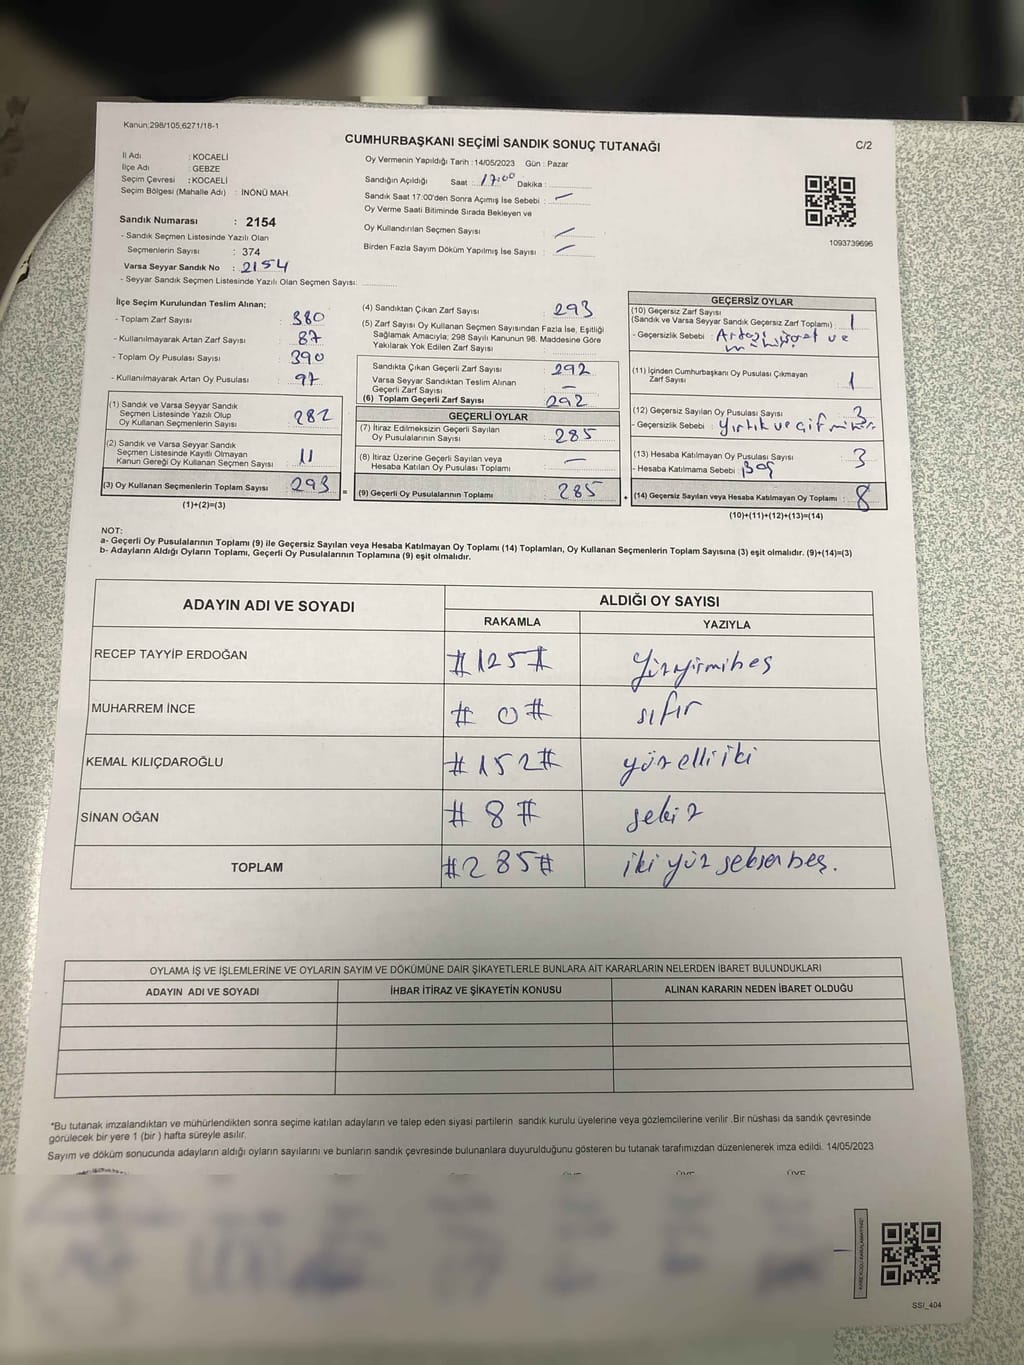 Kanun,298/105,6271/18-1
CUMHURBAŞKANI SEÇİMİ SANDIK SONUÇ TUTANAĞI
C/2
İl Adı : KOCAELİ
İlçe Adı : GEBZE
Seçim Çevresi : KOCAELİ
Seçim Bölgesi (Mahalle Adı) : İNÖNÜ MAH.
Sandık Numarası : 2154
- Sandık Seçmen Listesinde Yazılı Olan
Seçmenlerin Sayısı : 374
Varsa Seyyar Sandık No : 2154
- Seyyar Sandık Seçmen Listesinde Yazılı Olan Seçmen Sayısı:
Oy Vermenin Yapıldığı Tarih :14/05/2023 Gün : Pazar
Sandığın Açıldığı Saat : 17:00 Dakika :
Sandık Saat 17:00'den Sonra Açımış İse Sebebi : —
Oy Verme Saati Bitiminde Sırada Bekleyen ve
Oy Kullandırılan Seçmen Sayısı : —
Birden Fazla Sayım Döküm Yapılmış İse Sayısı : —
1093739696
İlçe Seçim Kurulundan Teslim Alınan;
- Toplam Zarf Sayısı : 380
- Kullanılmayarak Artan Zarf Sayısı : 87
- Toplam Oy Pusulası Sayısı : 390
- Kullanılmayarak Artan Oy Pusulası : 97
(1) Sandık ve Varsa Seyyar Sandık
Seçmen Listesinde Yazılı Olup
Oy Kullanan Seçmenlerin Sayısı : 282
(2) Sandık ve Varsa Seyyar Sandık
Seçmen Listesinde Kayıtlı Olmayan
Kanun Gereği Oy Kullanan Seçmen Sayısı : 11
(3) Oy Kullanan Seçmenlerin Toplam Sayısı : 293
(1)+(2)=(3)
=
(4) Sandıktan Çıkan Zarf Sayısı : 293
(5) Zarf Sayısı Oy Kullanan Seçmen Sayısından Fazla İse, Eşitliği
Sağlamak Amacıyla; 298 Sayılı Kanunun 98. Maddesine Göre
Yakılarak Yok Edilen Zarf Sayısı :
Sandıkta Çıkan Geçerli Zarf Sayısı : 292
Varsa Seyyar Sandıktan Teslim Alınan
Geçerli Zarf Sayısı : —
(6) Toplam Geçerli Zarf Sayısı : 292
GEÇERLİ OYLAR
(7) İtiraz Edilmeksizin Geçerli Sayılan
Oy Pusulalarının Sayısı : 285
(8) İtiraz Üzerine Geçerli Sayılan veya
Hesaba Katılan Oy Pusulası Toplamı : —
(9) Geçerli Oy Pusulalarının Toplamı : 285
+
GEÇERSİZ OYLAR
(10) Geçersiz Zarf Sayısı
(Sandık ve Varsa Seyyar Sandık Geçersiz Zarf Toplamı) : 1
- Geçersizlik Sebebi : ve
(11) İçinden Cumhurbaşkanı Oy Pusulası Çıkmayan
Zarf Sayısı : 1
(12) Geçersiz Sayılan Oy Pusulası Sayısı : 3
- Geçersizlik Sebebi : Yırtık ve çift mühür
(13) Hesaba Katılmayan Oy Pusulası Sayısı : 3
- Hesaba Katılmama Sebebi : Boş
(14) Geçersiz Sayılan veya Hesaba Katılmayan Oy Toplamı : 8
(10)+(11)+(12)+(13)=(14)
NOT:
a- Geçerli Oy Pusulalarının Toplamı (9) ile Geçersiz Sayılan veya Hesaba Katılmayan Oy Toplamı (14) Toplamları, Oy Kullanan Seçmenlerin Toplam Sayısına (3) eşit olmalıdır. (9)+(14)=(3)
b- Adayların Aldığı Oyların Toplamı, Geçerli Oy Pusulalarının Toplamına (9) eşit olmalıdır.
ADAYIN ADI VE SOYADI
ALDIĞI OY SAYISI
RAKAMLA YAZIYLA
RECEP TAYYİP ERDOĞAN #125# yüzyirmibeş
MUHARREM İNCE # 0# sıfır
KEMAL KILIÇDAROĞLU #152# yüz elli iki
SİNAN OĞAN # 8# sekiz
TOPLAM #285# iki yüz seksen beş.
OYLAMA İŞ VE İŞLEMLERİNE VE OYLARIN SAYIM VE DÖKÜMÜNE DAİR ŞİKAYETLERLE BUNLARA AİT KARARLARIN NELERDEN İBARET BULUNDUKLARI
ADAYIN ADI VE SOYADI İHBAR İTİRAZ VE ŞİKAYETİN KONUSU ALINAN KARARIN NEDEN İBARET OLDUĞU
*Bu tutanak imzalandıktan ve mühürlendikten sonra seçime katılan adayların ve talep eden siyasi partilerin sandık kurulu üyelerine veya gözlemcilerine verilir .Bir nüshası da sandık çevresinde
görülecek bir yere 1 (bir ) hafta süreyle asılır.
Sayım ve döküm sonucunda adayların aldığı oyların sayılarını ve bunların sandık çevresinde bulunanlara duyurulduğunu gösteren bu tutanak tarafımızdan düzenlenerek imza edildi. 14/05/2023
ÜYE ÜYE ÜYE
SSİ_404